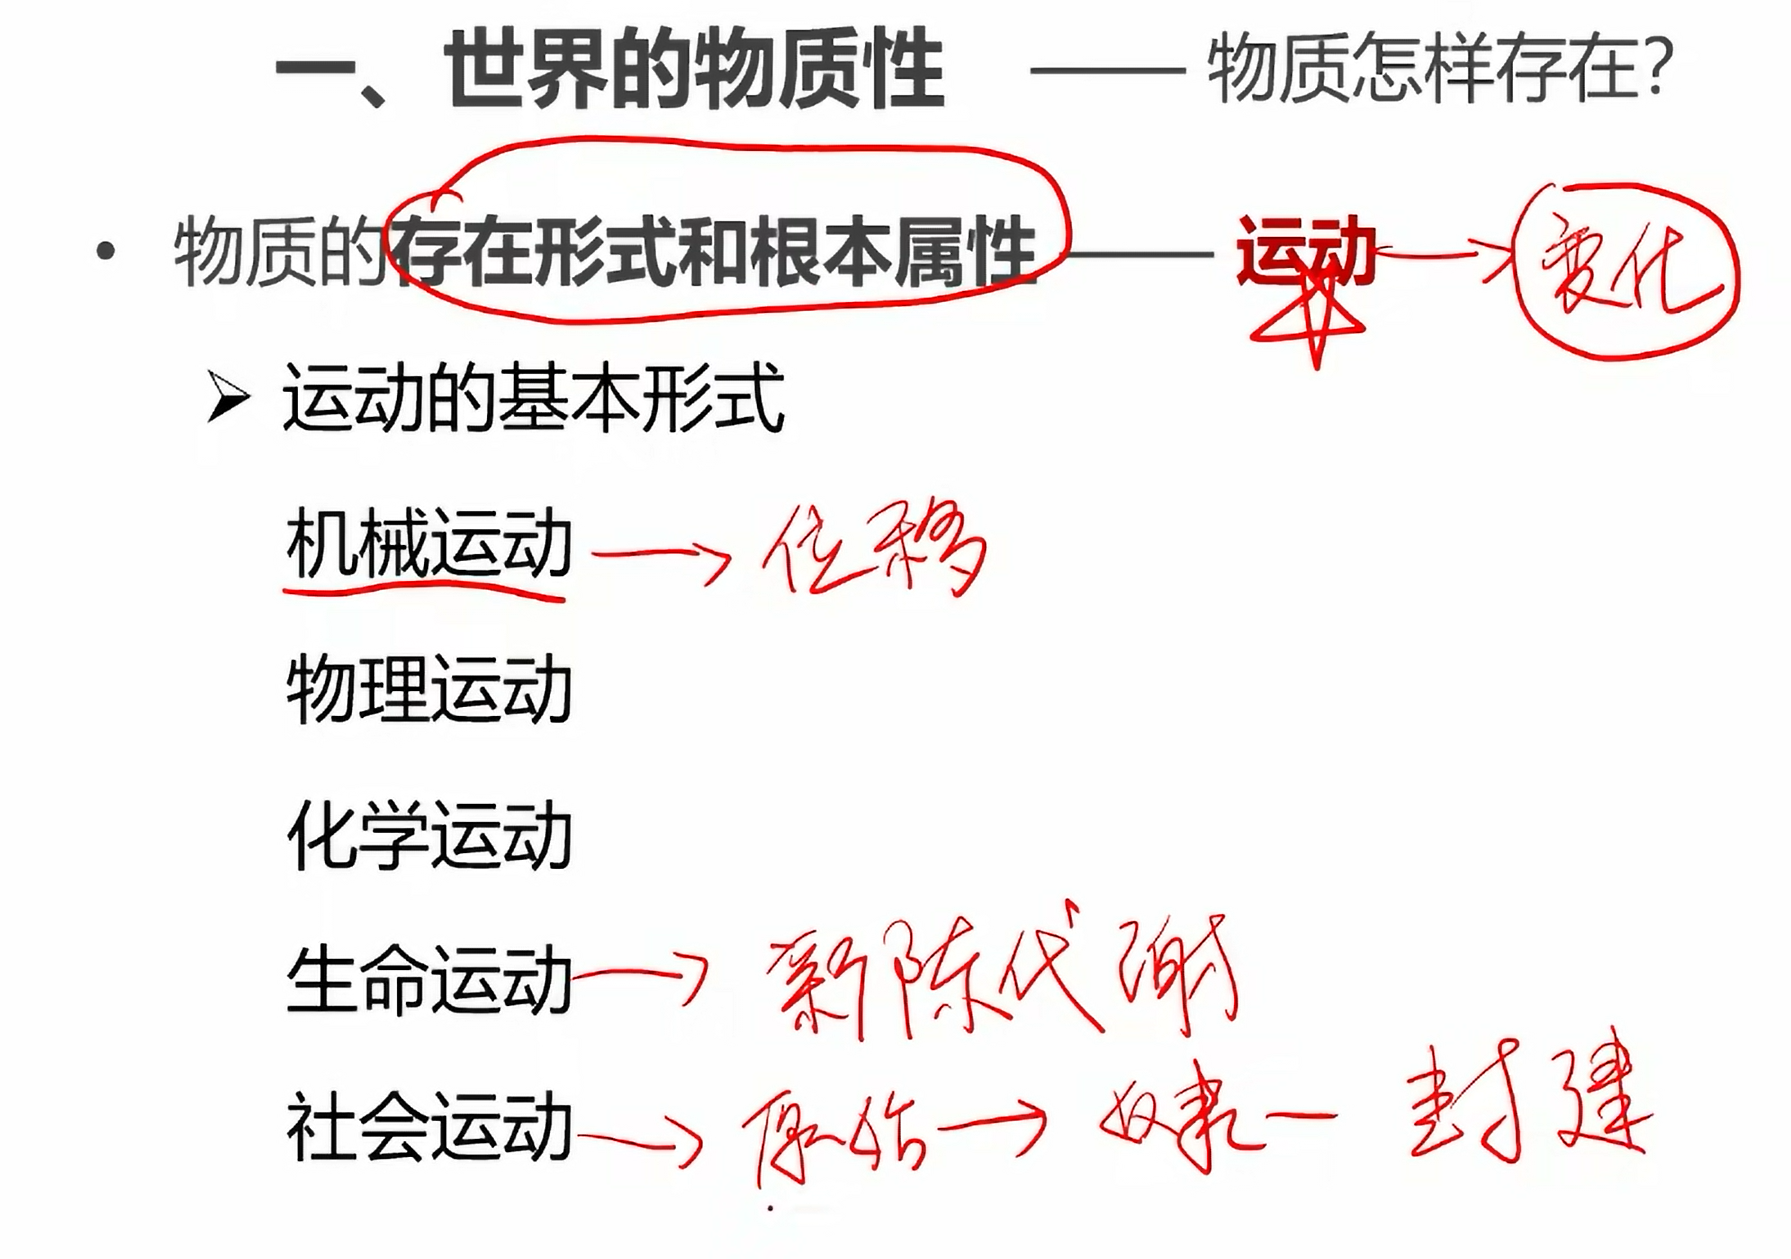 一、世界的物质性 —— 物质怎样存在？
• 物质的存在形式和根本属性 —— 运动 → 变化
➢ 运动的基本形式
机械运动 → 位移
物理运动
化学运动
生命运动 → 新陈代谢
社会运动 → 原始 → 奴隶 — 封建